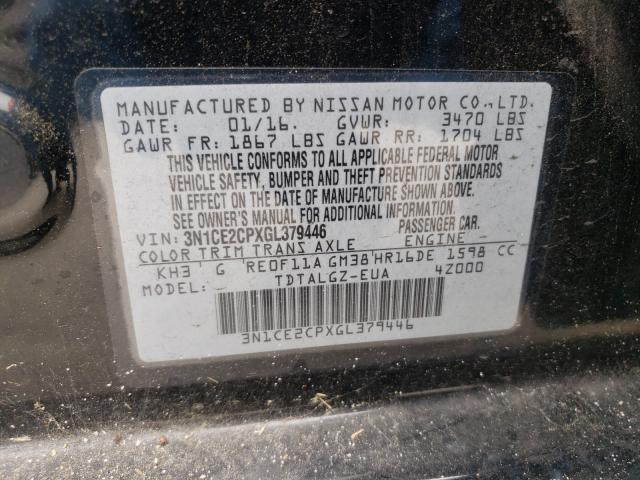 MANUFACTURED BY NISSAN MOTOR CO.,LTD.
DATE: 01/16. GVWR: 3470 LBS
GAWR FR: 1867 LBS GAWR RR: 1704 LBS
THIS VEHICLE CONFORMS TO ALL APPLICABLE FEDERAL MOTOR
VEHICLE SAFETY, BUMPER AND THEFT PREVENTION STANDARDS
IN EFFECT ON THE DATE OF MANUFACTURE SHOWN ABOVE.
SEE OWNER'S MANUAL FOR ADDITIONAL INFORMATION.
VIN: 3N1CE2CPXGL379446 PASSENGER CAR.
COLOR TRIM TRANS AXLE ENGINE
KH3 G RE0F11A GM38 HR16DE 1598 CC
MODEL: TDTALGZ-EUA 4Z000
3N1CE2CPXGL379446